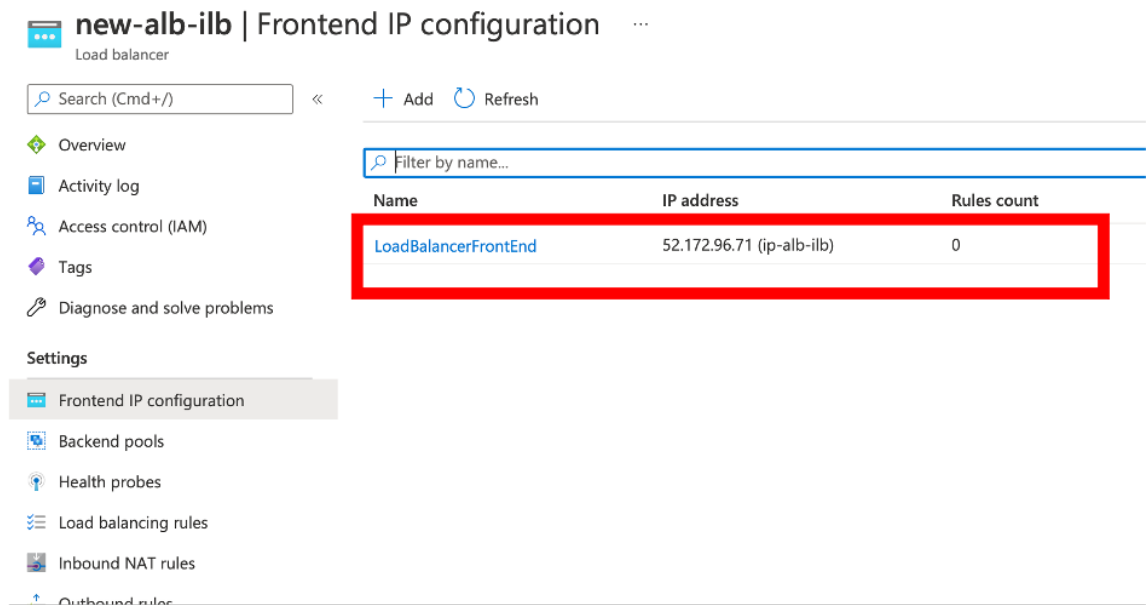 new-alb-ilb | Frontend IP configuration ...
Load balancer
Search (Cmd+/) «
Overview
Activity log
Access control (IAM)
Tags
Diagnose and solve problems
Settings
Frontend IP configuration
Backend pools
Health probes
Load balancing rules
Inbound NAT rules
Outbound rules
+ Add Refresh
Filter by name...
Name IP address Rules count
LoadBalancerFrontEnd 52.172.96.71 (ip-alb-ilb) 0